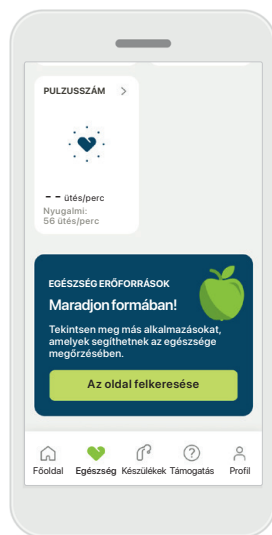 PULZUSSZÁM
-- ütés/perc
Nyugalmi:
56 ütés/perc
EGÉSZSÉG ERŐFORRÁSOK
Maradjon formában!
Tekintsen meg más alkalmazásokat,
amelyek segíthetnek az egészsége
megőrzésében.
Az oldal felkeresése
Főoldal Egészség Készülékek Támogatás Profil